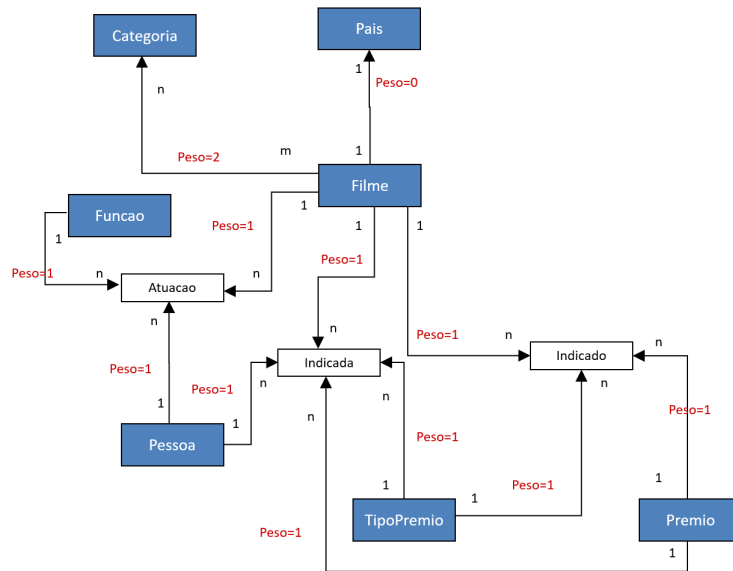 Pais
Categoria
1
Peso=0
n
m
1
Peso=2
Filme
Funcao
1
Peso=1
1
1
1
Peso=1
Peso=1
n
n
Atuacao
n
n
Peso=1
n
n
Indicada
Indicado
Peso=1
Peso=1
n
n
n
n
Peso=1
1
1
Pessoa
Peso=1
1
1
1
Peso=1
TipoPremio
Premio
Peso=1
1